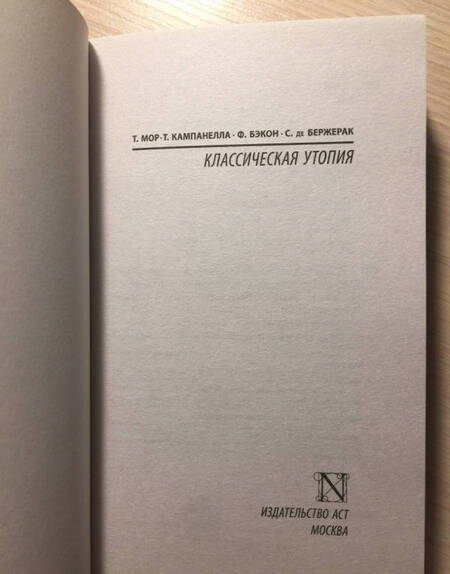 Т. МОР · Т. КАМПАНЕЛЛА · Ф. БЭКОН · С. де БЕРЖЕРАК
КЛАССИЧЕСКАЯ УТОПИЯ
N
ИЗДАТЕЛЬСТВО АСТ
МОСКВА